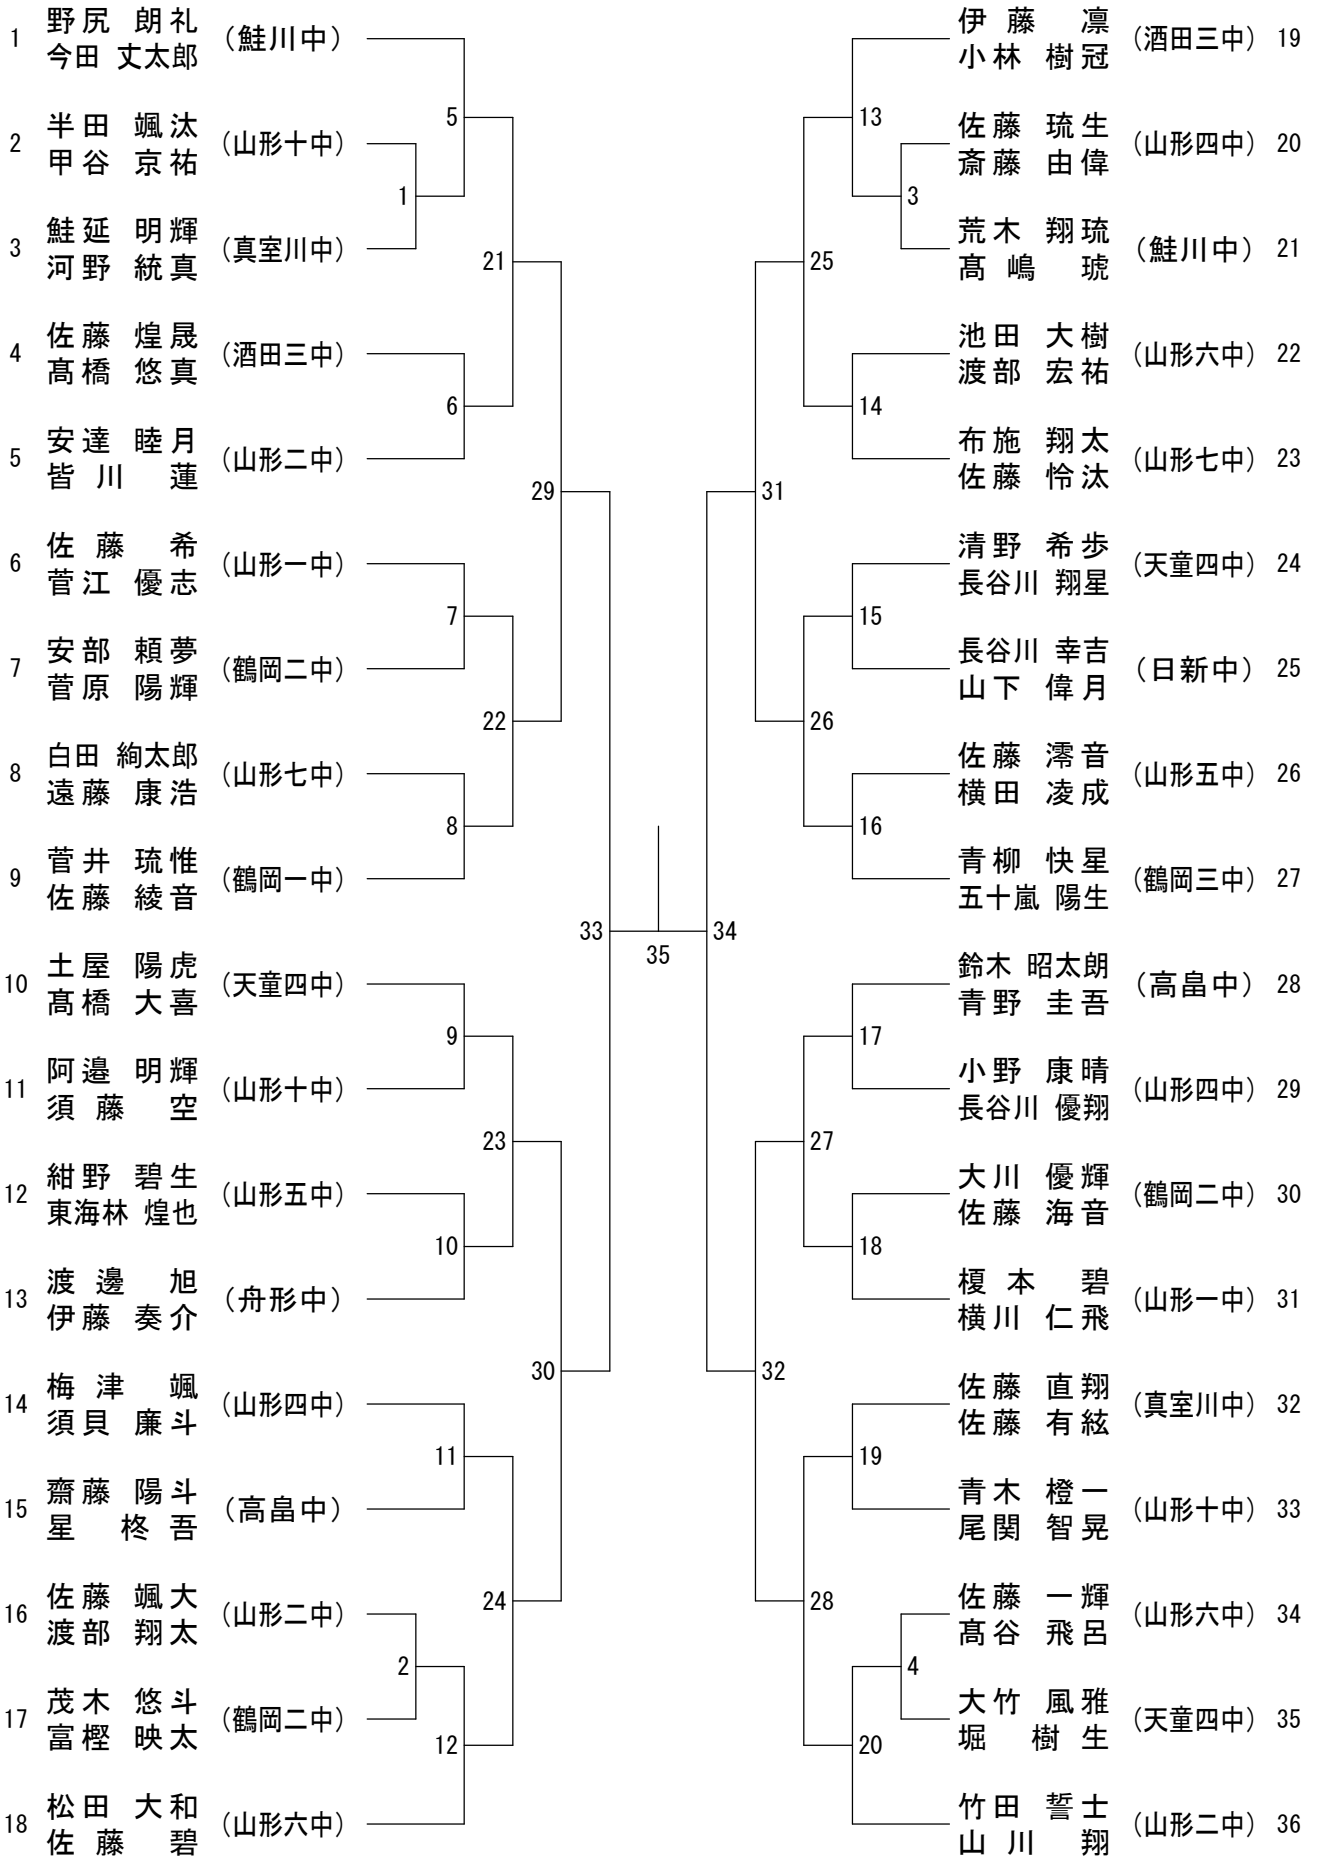 1 野尻 朗礼 (鮭川中)
今田 丈太郎
2 半田 颯汰 (山形十中)
甲谷 京祐
3 鮭延 明輝 (真室川中)
河野 統真
4 佐藤 煌晟 (酒田三中)
髙橋 悠真
5 安達 睦月 (山形二中)
皆川 蓮
6 佐藤 希 (山形一中)
菅江 優志
7 安部 頼夢 (鶴岡二中)
菅原 陽輝
8 白田 絢太郎 (山形七中)
遠藤 康浩
9 菅井 琉惟 (鶴岡一中)
佐藤 綾音
10 土屋 陽虎 (天童四中)
髙橋 大喜
11 阿邉 明輝 (山形十中)
須藤 空
12 紺野 碧生 (山形五中)
東海林 煌也
13 渡邊 旭 (舟形中)
伊藤 奏介
14 梅津 颯 (山形四中)
須貝 廉斗
15 齋藤 陽斗 (高畠中)
星 柊吾
16 佐藤 颯大 (山形二中)
渡部 翔太
17 茂木 悠斗 (鶴岡二中)
富樫 映太
18 松田 大和 (山形六中)
佐藤 碧
5
1
21
6
29
7
22
8
33
9
23
10
30
11
24
2
12
35
34
13
3
25
14
31
15
26
16
17
27
18
32
19
28
4
20
伊藤 凛 (酒田三中) 19
小林 樹冠
佐藤 琉生 (山形四中) 20
斎藤 由偉
荒木 翔琉 (鮭川中) 21
髙嶋 琥
池田 大樹 (山形六中) 22
渡部 宏祐
布施 翔太 (山形七中) 23
佐藤 怜汰
清野 希歩 (天童四中) 24
長谷川 翔星
長谷川 幸吉 (日新中) 25
山下 偉月
佐藤 澪音 (山形五中) 26
横田 凌成
青柳 快星 (鶴岡三中) 27
五十嵐 陽生
鈴木 昭太朗 (高畠中) 28
青野 圭吾
小野 康晴 (山形四中) 29
長谷川 優翔
大川 優輝 (鶴岡二中) 30
佐藤 海音
榎本 碧 (山形一中) 31
横川 仁飛
佐藤 直翔 (真室川中) 32
佐藤 有絃
青木 橙一 (山形十中) 33
尾関 智晃
佐藤 一輝 (山形六中) 34
髙谷 飛呂
大竹 風雅 (天童四中) 35
堀 樹生
竹田 誓士 (山形二中) 36
山川 翔